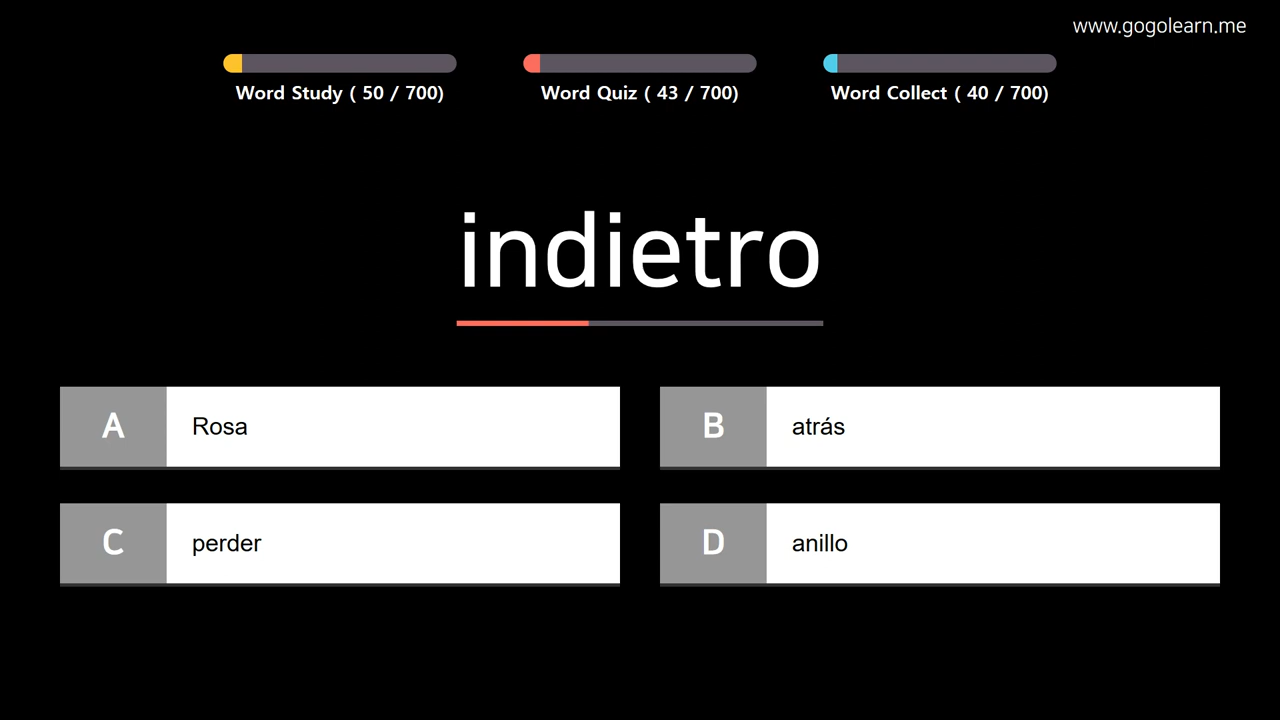 www.gogolearn.me
Word Study ( 50 / 700)
Word Quiz ( 43 / 700)
Word Collect ( 40 / 700)
indietro
A Rosa
B atrás
C perder
D anillo